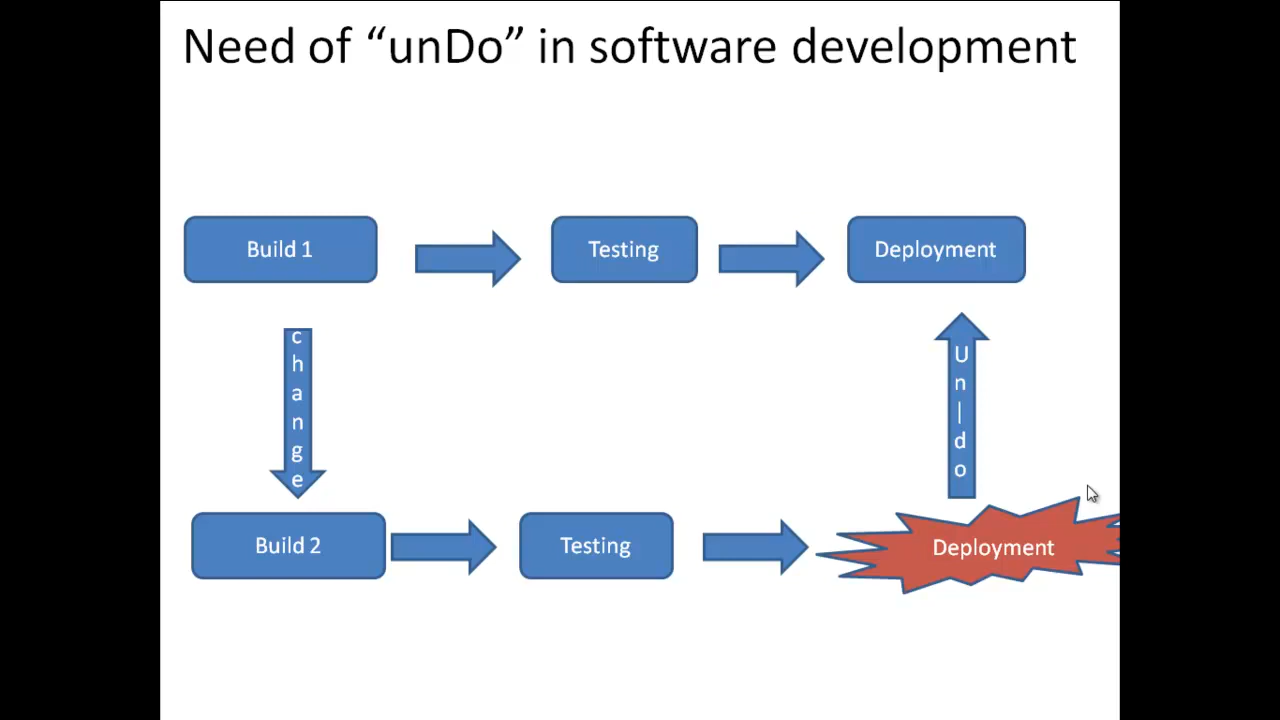 Need of “unDo” in software development
Build 1
Testing
Deployment
change
Un|do
Build 2
Testing
Deployment